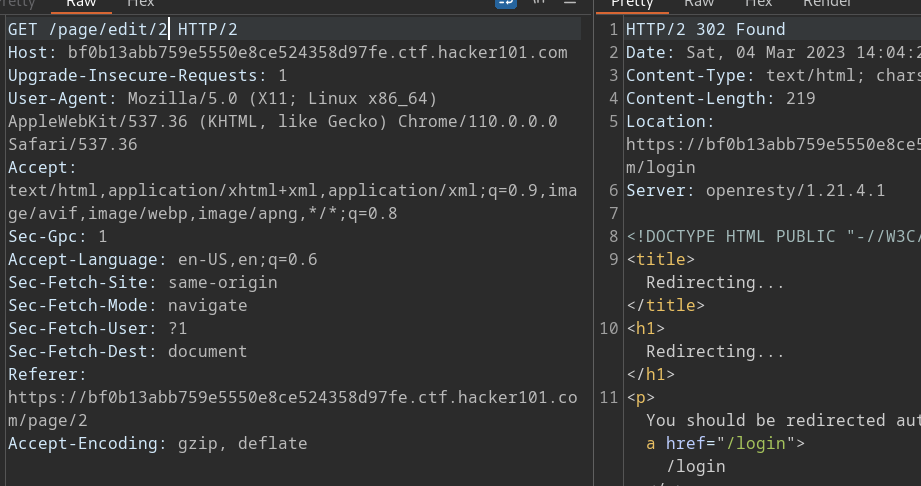 Pretty Raw Hex
GET /page/edit/2 HTTP/2
Host: bf0b13abb759e5550e8ce524358d97fe.ctf.hacker101.com
Upgrade-Insecure-Requests: 1
User-Agent: Mozilla/5.0 (X11; Linux x86_64)
AppleWebKit/537.36 (KHTML, like Gecko) Chrome/110.0.0.0
Safari/537.36
Accept:
text/html,application/xhtml+xml,application/xml;q=0.9,ima
ge/avif,image/webp,image/apng,*/*;q=0.8
Sec-Gpc: 1
Accept-Language: en-US,en;q=0.6
Sec-Fetch-Site: same-origin
Sec-Fetch-Mode: navigate
Sec-Fetch-User: ?1
Sec-Fetch-Dest: document
Referer:
https://bf0b13abb759e5550e8ce524358d97fe.ctf.hacker101.co
m/page/2
Accept-Encoding: gzip, deflate
Pretty Raw Hex Render
1 HTTP/2 302 Found
2 Date: Sat, 04 Mar 2023 14:04:2
3 Content-Type: text/html; chars
4 Content-Length: 219
5 Location:
https://bf0b13abb759e5550e8ce5
m/login
6 Server: openresty/1.21.4.1
7
8 <!DOCTYPE HTML PUBLIC "-//W3C/
9 <title>
Redirecting...
</title>
10 <h1>
Redirecting...
</h1>
11 <p>
You should be redirected aut
a href="/login">
/login